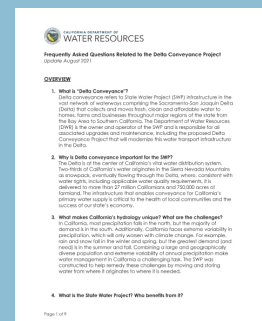 CALIFORNIA DEPARTMENT OF
WATER RESOURCES
Frequently Asked Questions Related to the Delta Conveyance Project
Update August 2021
OVERVIEW
1. What is "Delta Conveyance"?
Delta conveyance refers to State Water Project (SWP) infrastructure in the
vast network of waterways comprising the Sacramento-San Joaquin Delta
(Delta) that collects and moves fresh, clean and affordable water to
homes, farms and businesses throughout major regions of the state from
the Bay Area to Southern California. The Department of Water Resources
(DWR) is the owner and operator of the SWP and is responsible for all
associated upgrades and maintenance, including the proposed Delta
Conveyance Project that will modernize this water transport infrastructure
in the Delta.
2. Why is Delta conveyance important for the SWP?
The Delta is at the center of California's vital water distribution system.
Two-thirds of California's water originates in the Sierra Nevada Mountains
as snowpack, eventually flowing through the Delta, where, consistent with
water rights, including applicable water quality requirements, it is
delivered to more than 27 million Californians and 750,000 acres of
farmland. The infrastructure that enables conveyance for California's
primary water supply is critical to the health of local communities and the
success of our state's economy.
3. What makes California's hydrology unique? What are the challenges?
In California, most precipitation falls in the north, but the majority of
demand is in the south. Additionally, California faces extreme variability in
precipitation, which will only worsen with climate change. For example,
rain and snow fall in the winter and spring, but the greatest demand (and
need) is in the summer and fall. Combining a large and geographically
diverse population and extreme variability of annual precipitation make
water management in California a challenging task. The SWP was
constructed to help remedy these challenges by moving and storing
water from where it originates to where it is needed.
4. What is the State Water Project? Who benefits from it?
Page 1 of 9